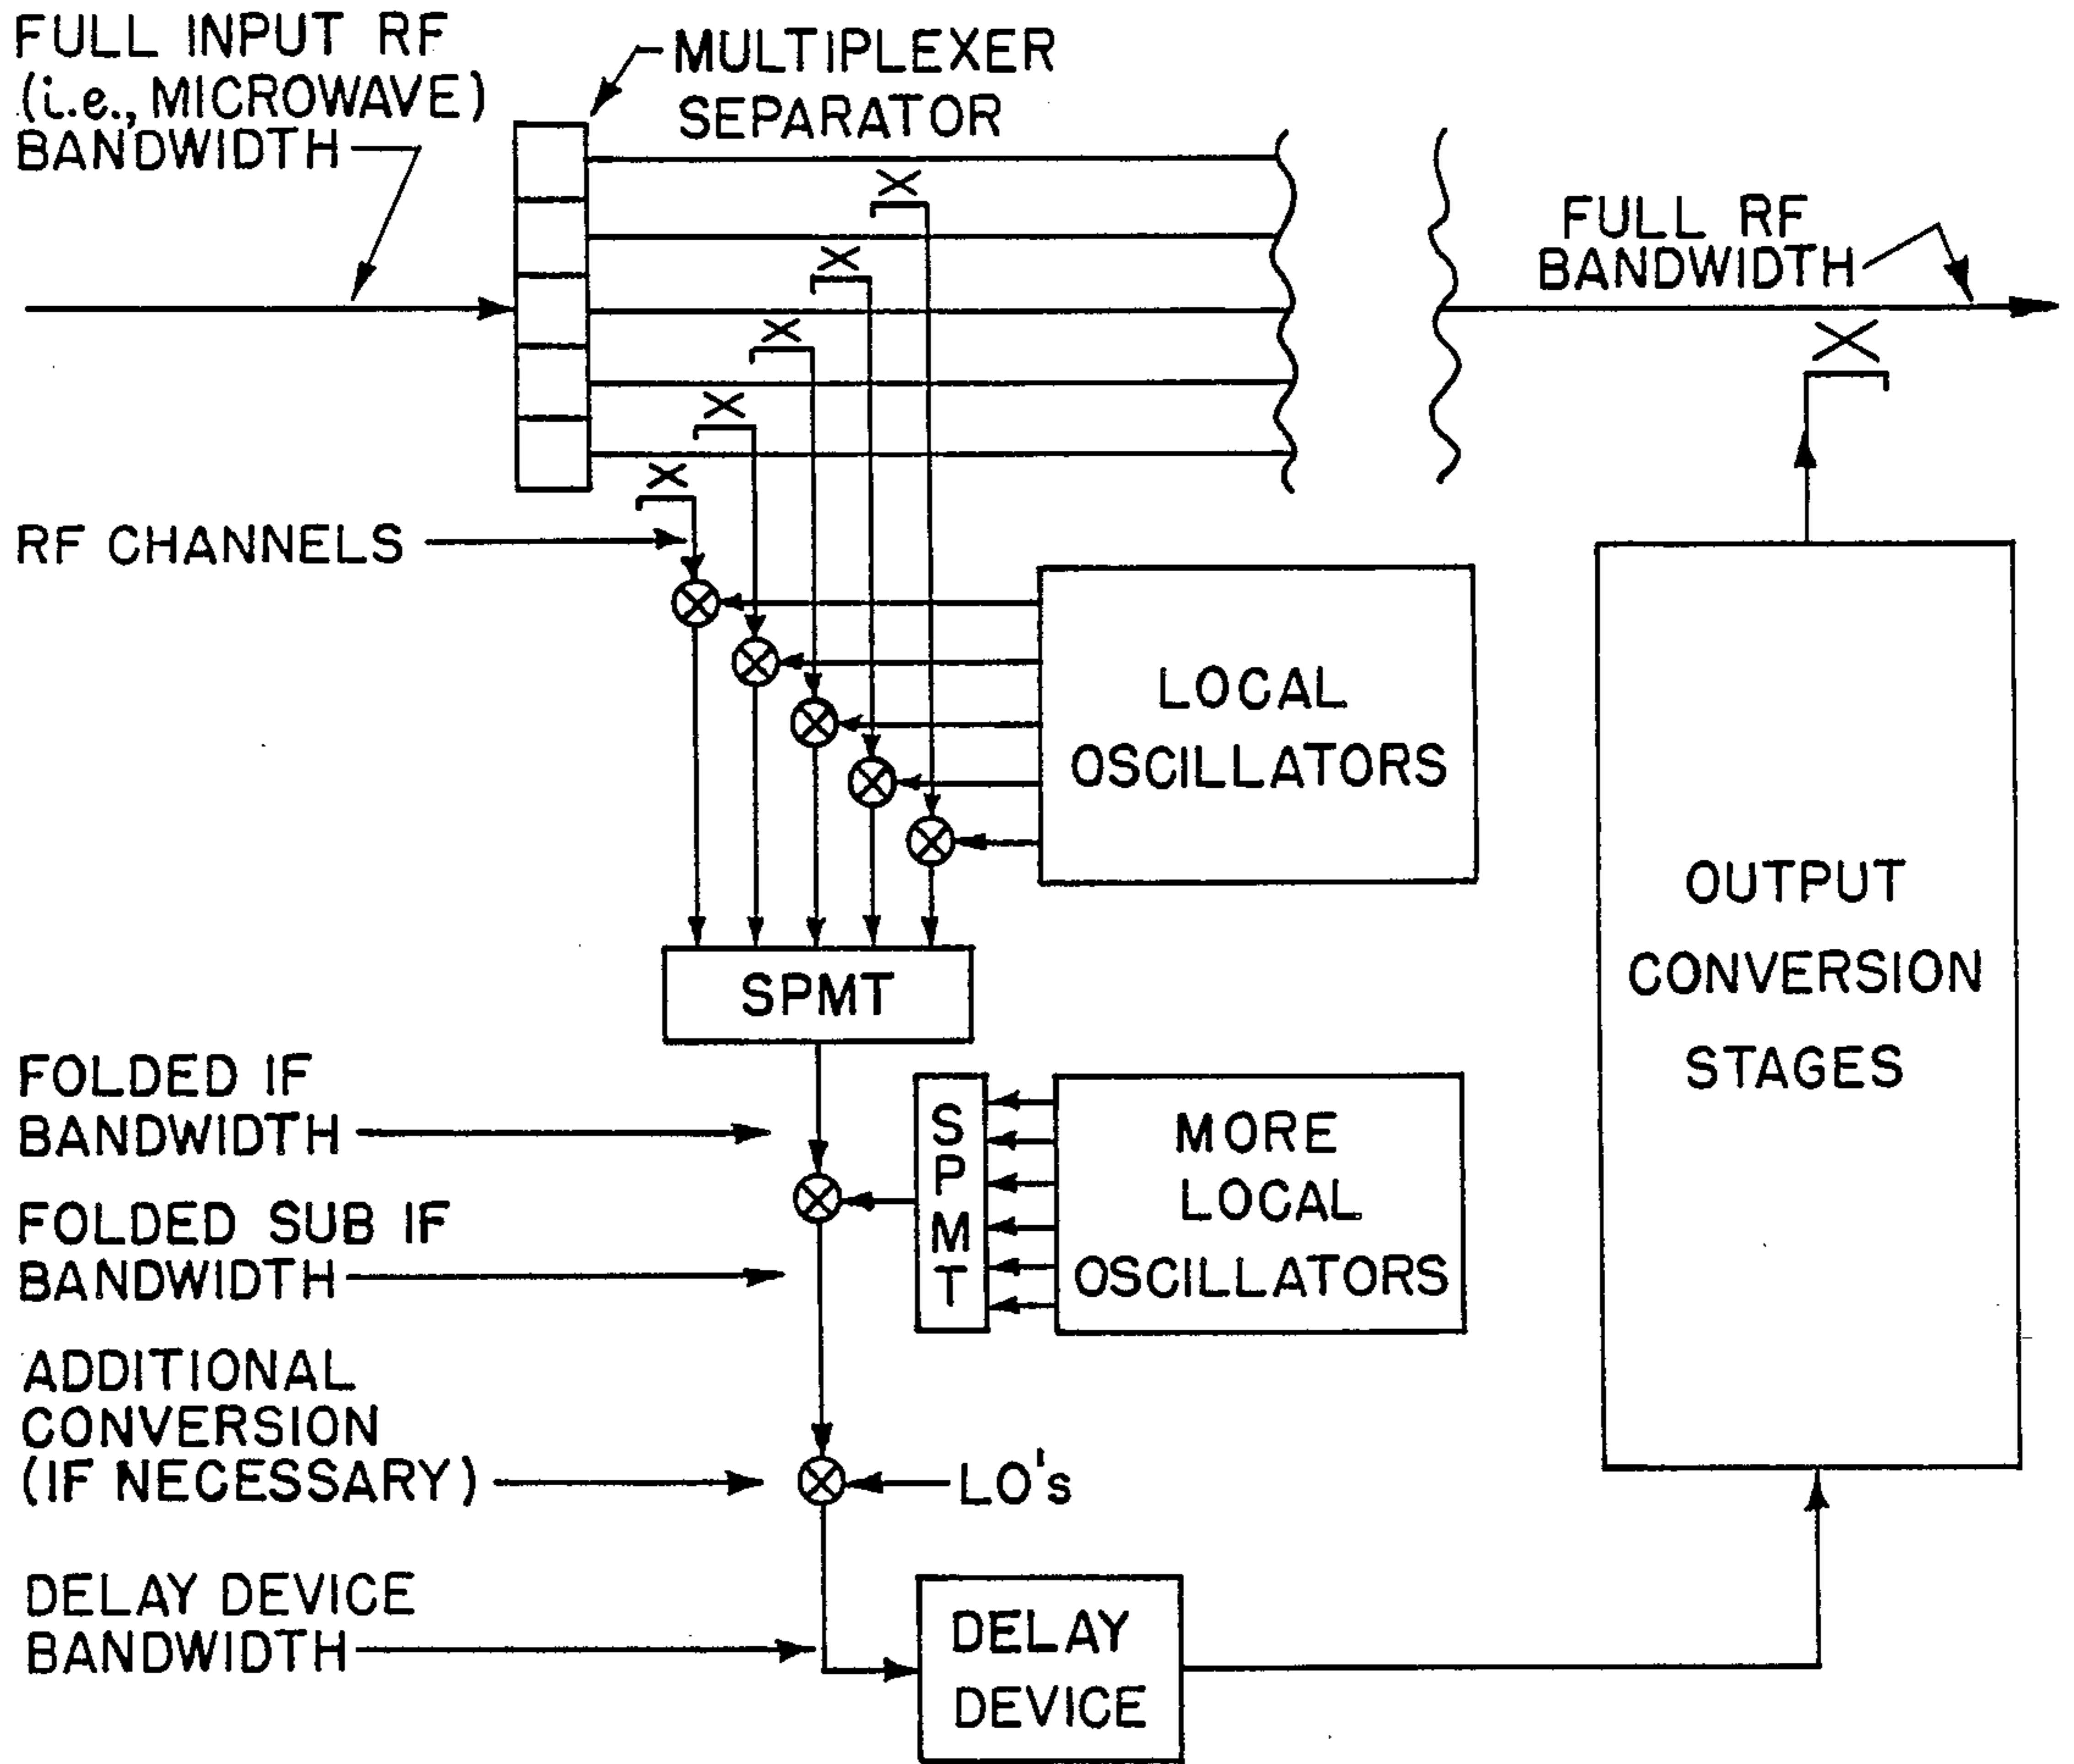 FULL INPUT RF
(i.e., MICROWAVE)
BANDWIDTH
MULTIPLEXER
SEPARATOR
FULL RF
BANDWIDTH
RF CHANNELS
LOCAL
OSCILLATORS
OUTPUT
CONVERSION
STAGES
SPMT
FOLDED IF
BANDWIDTH
S
P
M
T
MORE
LOCAL
OSCILLATORS
FOLDED SUB IF
BANDWIDTH
ADDITIONAL
CONVERSION
(IF NECESSARY)
LO's
DELAY DEVICE
BANDWIDTH
DELAY
DEVICE